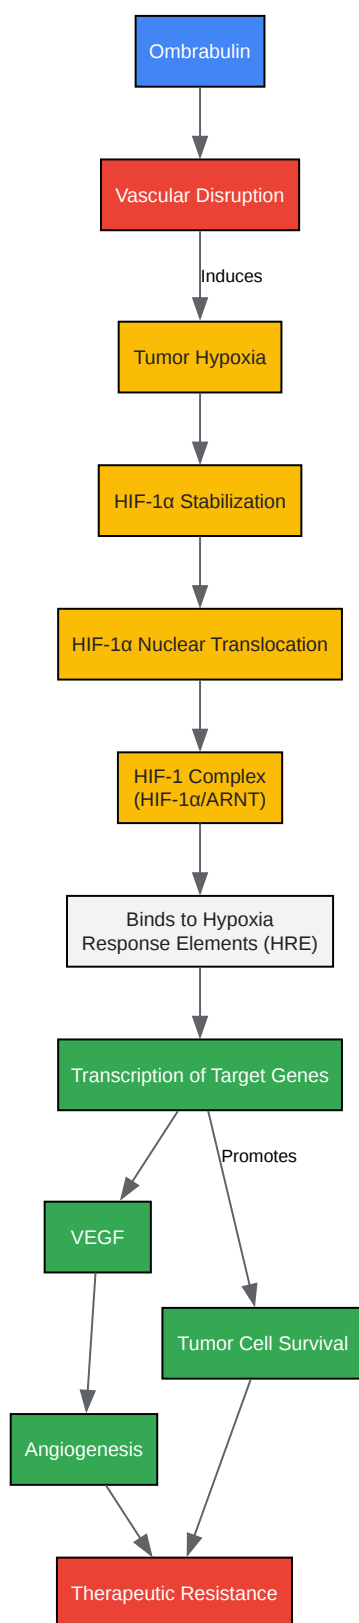 Ombrabulin
Vascular Disruption
Induces
Tumor Hypoxia
HIF-1α Stabilization
HIF-1α Nuclear Translocation
HIF-1 Complex
(HIF-1α/ARNT)
Binds to Hypoxia
Response Elements (HRE)
Transcription of Target Genes
Promotes
VEGF
Tumor Cell Survival
Angiogenesis
Therapeutic Resistance